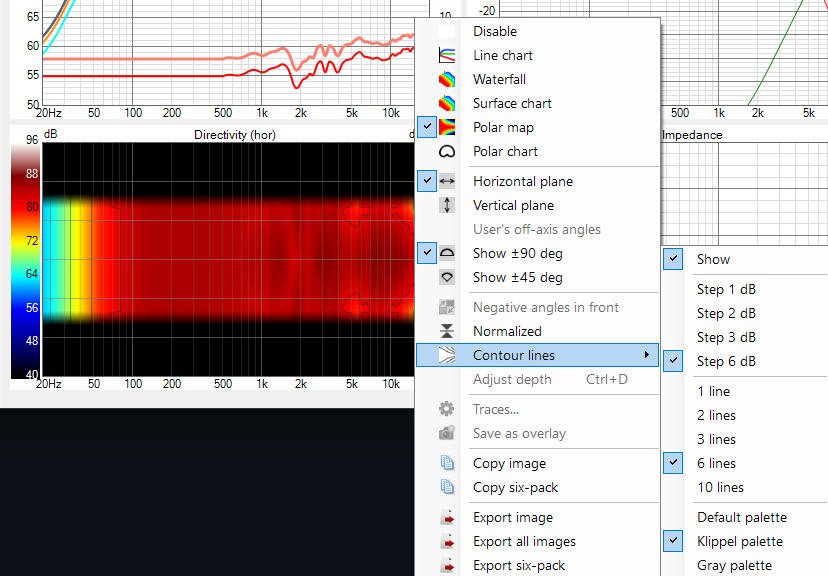 65
60
55
50
20Hz 50 100 200 500 1k 2k 5k 10k
10
-20
500 1k 2k 5k
dB Directivity (hor) d
96
88
80
72
64
56
48
40
20Hz 50 100 200 500 1k 2k 5k 10k
Impedance
Disable
Line chart
Waterfall
Surface chart
Polar map
Polar chart
Horizontal plane
Vertical plane
User's off-axis angles
Show ±90 deg
Show ±45 deg
Negative angles in front
Normalized
Contour lines
Adjust depth Ctrl+D
Traces...
Save as overlay
Copy image
Copy six-pack
Export image
Export all images
Export six-pack
Show
Step 1 dB
Step 2 dB
Step 3 dB
Step 6 dB
1 line
2 lines
3 lines
6 lines
10 lines
Default palette
Klippel palette
Gray palette